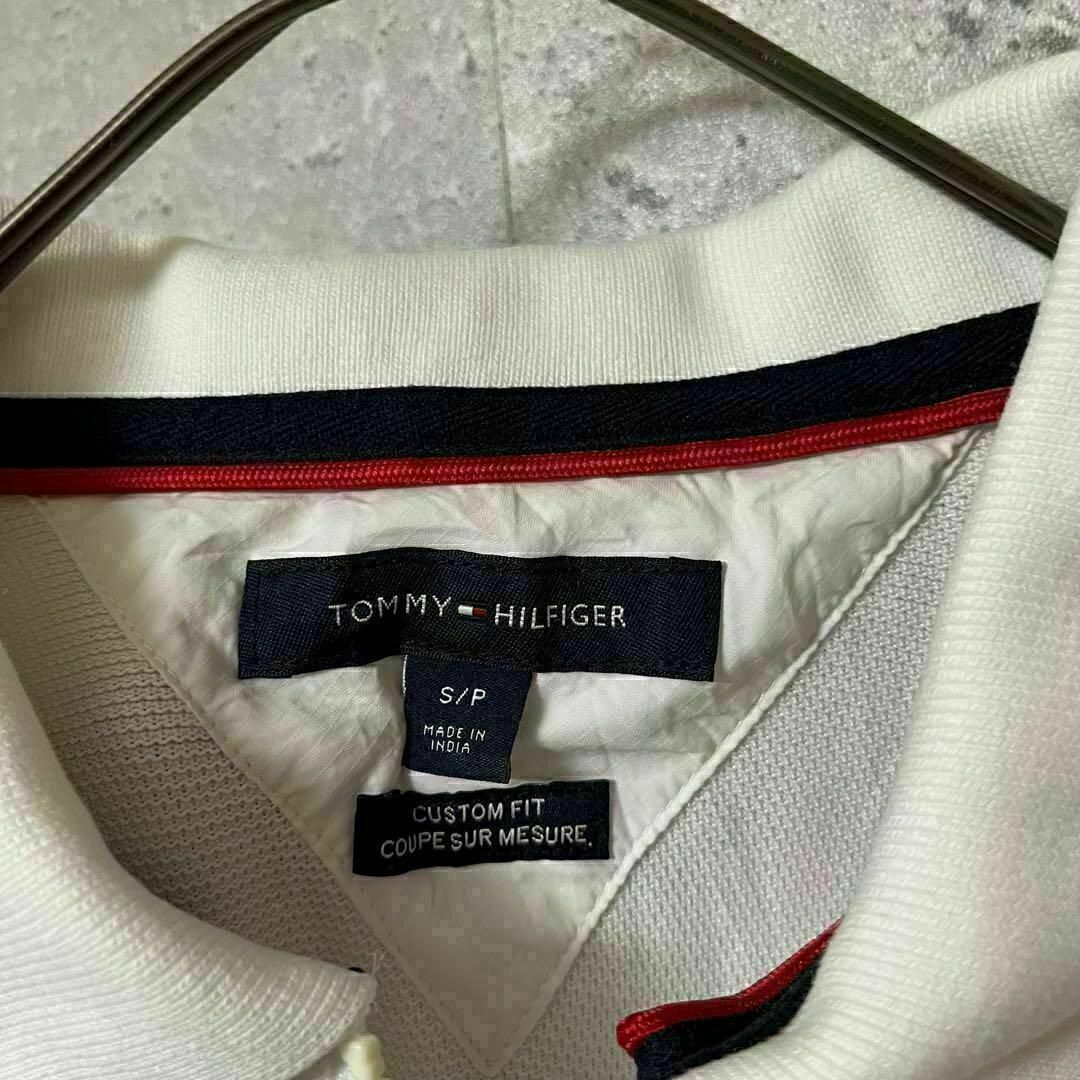 TOMMY HILFIGER
S/P
MADE IN
INDIA
CUSTOM FIT
COUPE SUR MESURE.